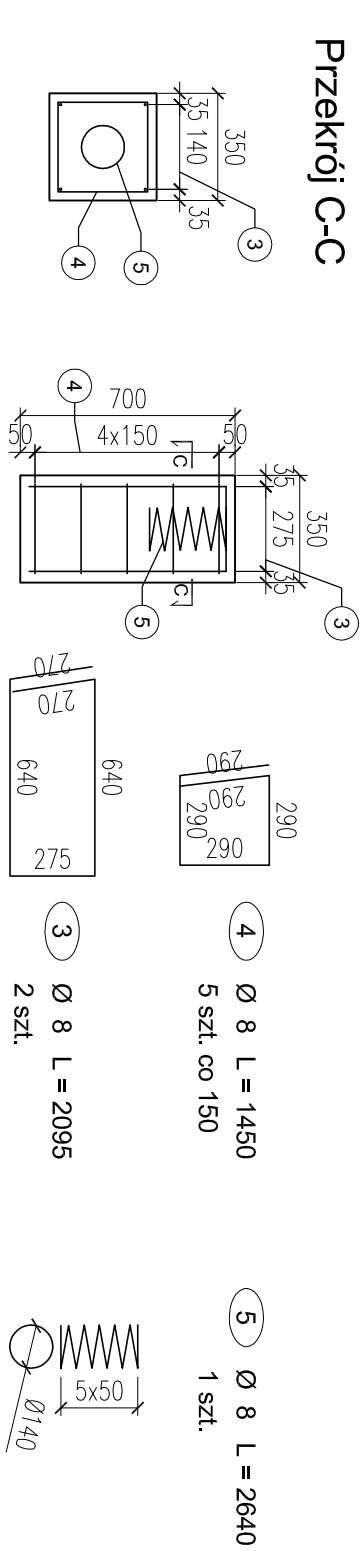 Przekrój C-C
350
35 140 35
3
5
4
700
50 4x150 50
4
C
C
350
35 275 35
3
5
290
290
290
290
290
4 Ø 8 L = 1450
5 szt. co 150
270
270
640
640
275
3 Ø 8 L = 2095
2 szt.
5 Ø 8 L = 2640
1 szt.
5x50
Ø140